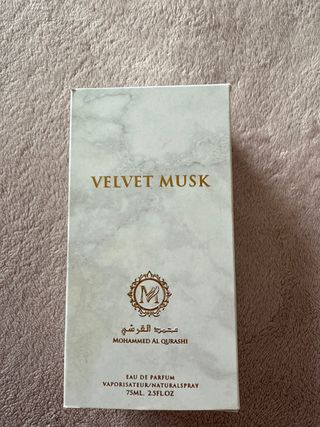 VELVET MUSK
M
محمد القرشي
MOHAMMED AL QURASHI
EAU DE PARFUM
VAPORISATEUR/NATURALSPRAY
75ML. 2.5FLOZ